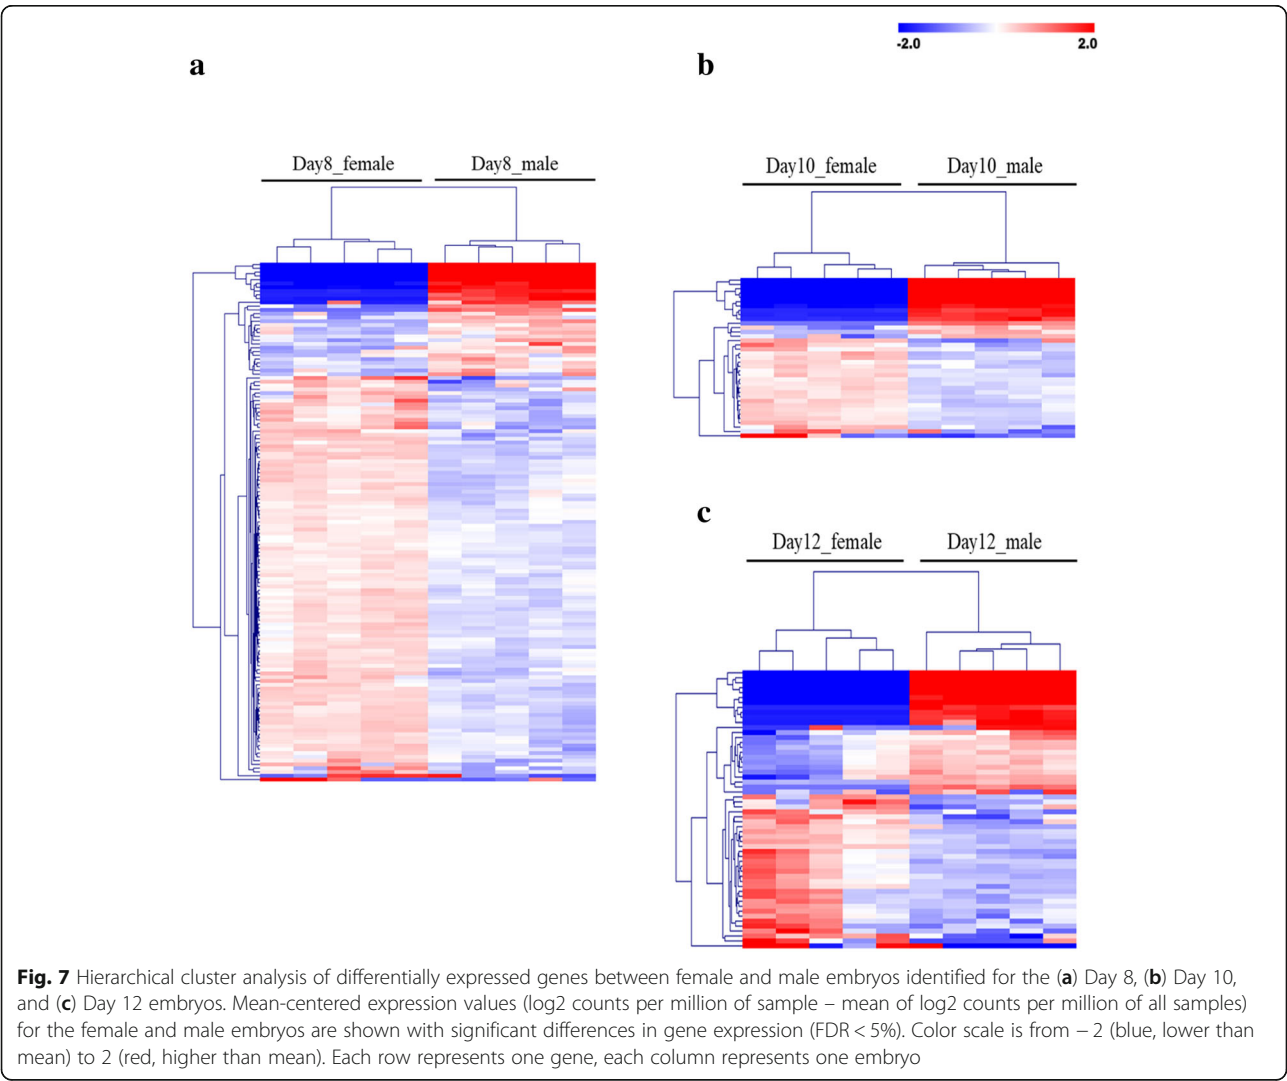 -2.0 2.0
a b
Day8_female Day8_male
Day10_female Day10_male
c
Day12_female Day12_male
Fig. 7 Hierarchical cluster analysis of differentially expressed genes between female and male embryos identified for the (a) Day 8, (b) Day 10,
and (c) Day 12 embryos. Mean-centered expression values (log2 counts per million of sample – mean of log2 counts per million of all samples)
for the female and male embryos are shown with significant differences in gene expression (FDR < 5%). Color scale is from − 2 (blue, lower than
mean) to 2 (red, higher than mean). Each row represents one gene, each column represents one embryo